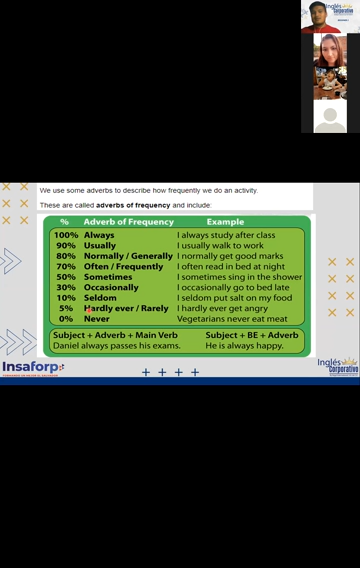 Inglés
Corporativo
We use some adverbs to describe how frequently we do an activity.
These are called adverbs of frequency and include:
% Adverb of Frequency Example
100% Always I always study after class
90% Usually I usually walk to work
80% Normally / Generally I normally get good marks
70% Often / Frequently I often read in bed at night
50% Sometimes I sometimes sing in the shower
30% Occasionally I occasionally go to bed late
10% Seldom I seldom put salt on my food
5% Hardly ever / Rarely I hardly ever get angry
0% Never Vegetarians never eat meat
Subject + Adverb + Main Verb Subject + BE + Adverb
Daniel always passes his exams. He is always happy.
Insaforp
Inglés
Corporativo